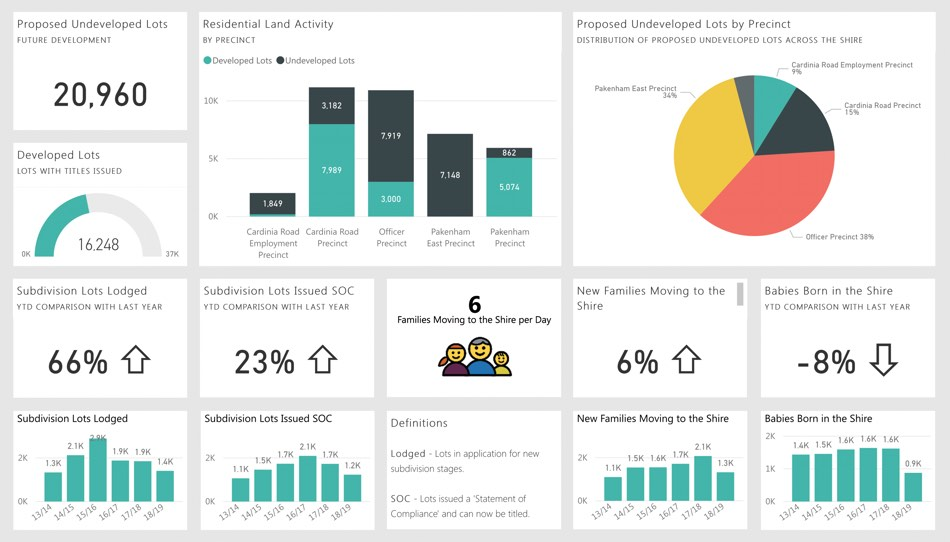 Proposed Undeveloped Lots
FUTURE DEVELOPMENT
20,960
Developed Lots
LOTS WITH TITLES ISSUED
16,248
0K
37K
Residential Land Activity
BY PRECINCT
Developed Lots Undeveloped Lots
10K
5K
0K
1,849
3,182
7,989
7,919
3,000
7,148
862
5,074
Cardinia Road
Employment
Precinct
Cardinia Road
Precinct
Officer
Precinct
Pakenham
East Precinct
Pakenham
Precinct
Proposed Undeveloped Lots by Precinct
DISTRIBUTION OF PROPOSED UNDEVELOPED LOTS ACROSS THE SHIRE
Cardinia Road Employment Precinct
9%
Cardinia Road Precinct
15%
Officer Precinct 38%
Pakenham East Precinct
34%
Subdivision Lots Lodged
YTD COMPARISON WITH LAST YEAR
66%
Subdivision Lots Issued SOC
YTD COMPARISON WITH LAST YEAR
23%
6
Families Moving to the Shire per Day
New Families Moving to the
Shire
6%
Babies Born in the Shire
YTD COMPARISON WITH LAST YEAR
-8%
Subdivision Lots Lodged
2K
0K
1.3K
2.1K
2.9K
1.9K
1.9K
1.4K
13/14
14/15
15/16
16/17
17/18
18/19
Subdivision Lots Issued SOC
2K
0K
1.1K
1.5K
1.7K
2.1K
1.7K
1.2K
13/14
14/15
15/16
16/17
17/18
18/19
Definitions
Lodged - Lots in application for new
subdivision stages.
SOC - Lots issued a 'Statement of
Compliance' and can now be titled.
New Families Moving to the Shire
2K
0K
1.1K
1.5K
1.6K
1.7K
2.1K
1.3K
13/14
14/15
15/16
16/17
17/18
18/19
Babies Born in the Shire
2K
1K
0K
1.4K
1.5K
1.6K
1.6K
1.6K
0.9K
13/14
14/15
15/16
16/17
17/18
18/19